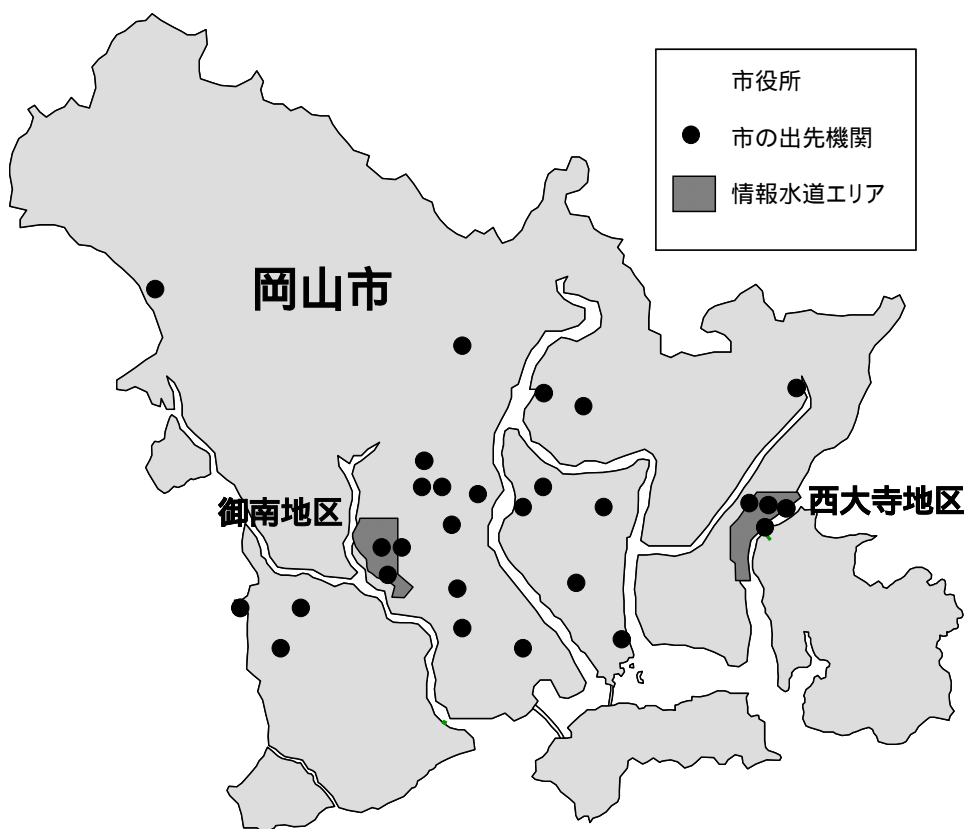 市役所
市の出先機関
情報水道エリア
岡山市
御南地区
西大寺地区